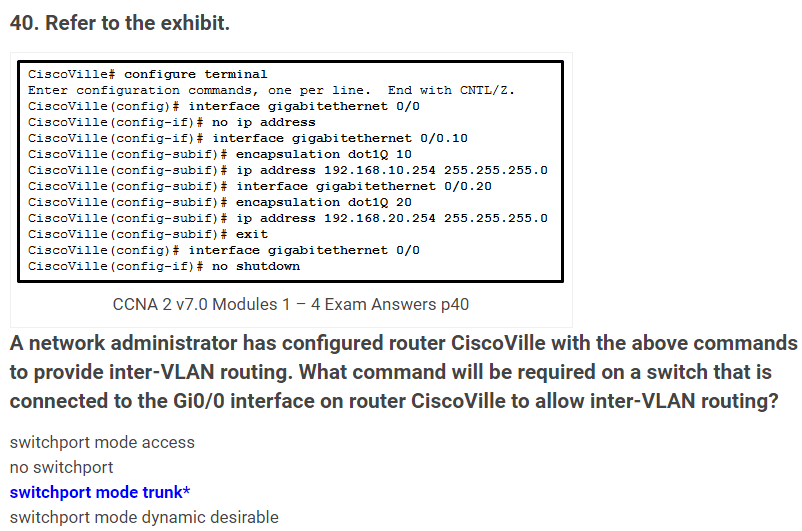 40. Refer to the exhibit.
CiscoVille# configure terminal
Enter configuration commands, one per line.  End with CNTL/Z.
CiscoVille(config)# interface gigabitethernet 0/0
CiscoVille(config-if)# no ip address
CiscoVille(config-if)# interface gigabitethernet 0/0.10
CiscoVille(config-subif)# encapsulation dot1Q 10
CiscoVille(config-subif)# ip address 192.168.10.254 255.255.255.0
CiscoVille(config-subif)# interface gigabitethernet 0/0.20
CiscoVille(config-subif)# encapsulation dot1Q 20
CiscoVille(config-subif)# ip address 192.168.20.254 255.255.255.0
CiscoVille(config-subif)# exit
CiscoVille(config)# interface gigabitethernet 0/0
CiscoVille(config-if)# no shutdown
CCNA 2 v7.0 Modules 1 – 4 Exam Answers p40
A network administrator has configured router CiscoVille with the above commands
to provide inter-VLAN routing. What command will be required on a switch that is
connected to the Gi0/0 interface on router CiscoVille to allow inter-VLAN routing?
switchport mode access
no switchport
switchport mode trunk*
switchport mode dynamic desirable